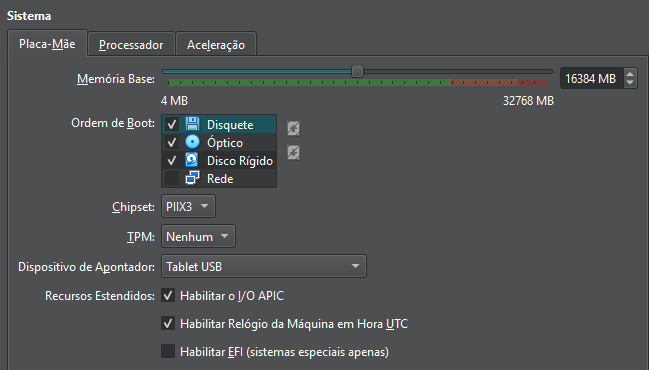 Sistema
Placa-Mãe Processador Aceleração
Memória Base: 16384 MB
4 MB 32768 MB
Ordem de Boot: Disquete
Óptico
Disco Rígido
Rede
Chipset: PIIX3
TPM: Nenhum
Dispositivo de Apontador: Tablet USB
Recursos Estendidos: Habilitar o I/O APIC
Habilitar Relógio da Máquina em Hora UTC
Habilitar EFI (sistemas especiais apenas)